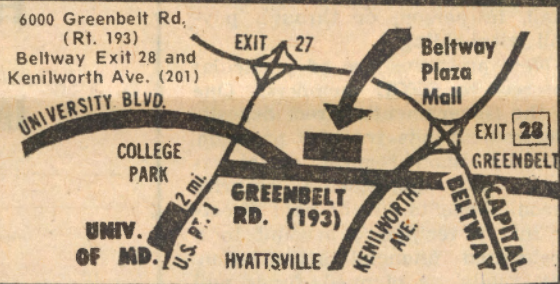 6000 Greenbelt Rd.
(Rt. 193)
Beltway Exit 28 and
Kenilworth Ave. (201)
EXIT 27
Beltway
Plaza
Mall
UNIVERSITY BLVD.
COLLEGE
PARK
EXIT 28
GREENBELT
2 mi.
GREENBELT
RD. (193)
UNIV.
OF MD.
U.S. RT. 1
HYATTSVILLE
KENILWORTH
AVE.
CAPITAL
BELTWAY